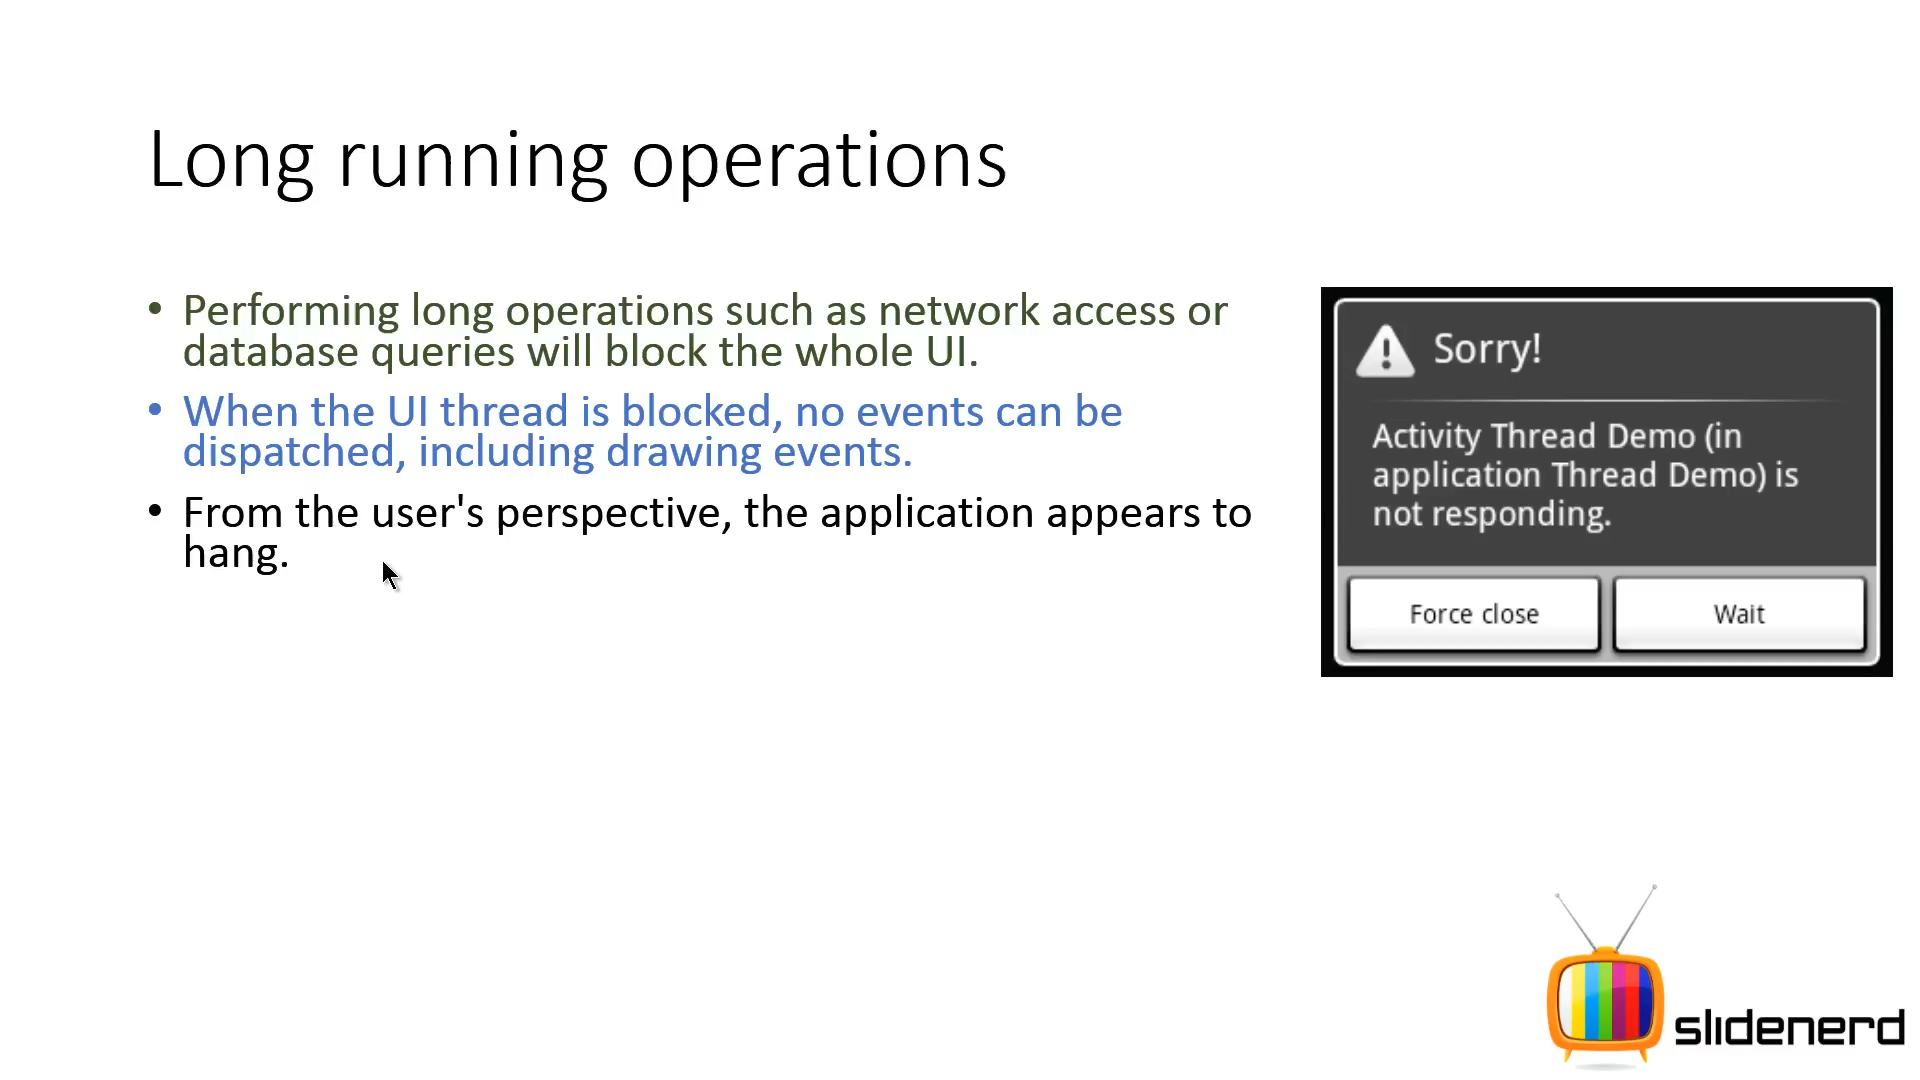 Long running operations
• Performing long operations such as network access or
database queries will block the whole UI.
• When the UI thread is blocked, no events can be
dispatched, including drawing events.
• From the user's perspective, the application appears to
hang.
Sorry!
Activity Thread Demo (in
application Thread Demo) is
not responding.
Force close
Wait
slidenerd